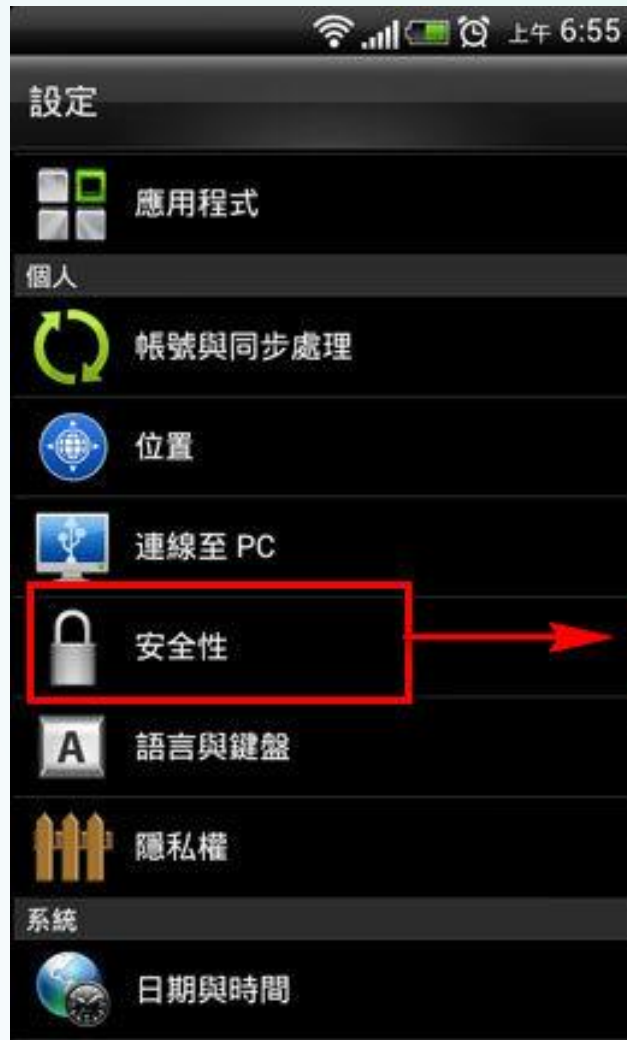 上午 6:55
設定
應用程式
個人
帳號與同步處理
位置
連線至 PC
安全性
A 語言與鍵盤
隱私權
系統
日期與時間